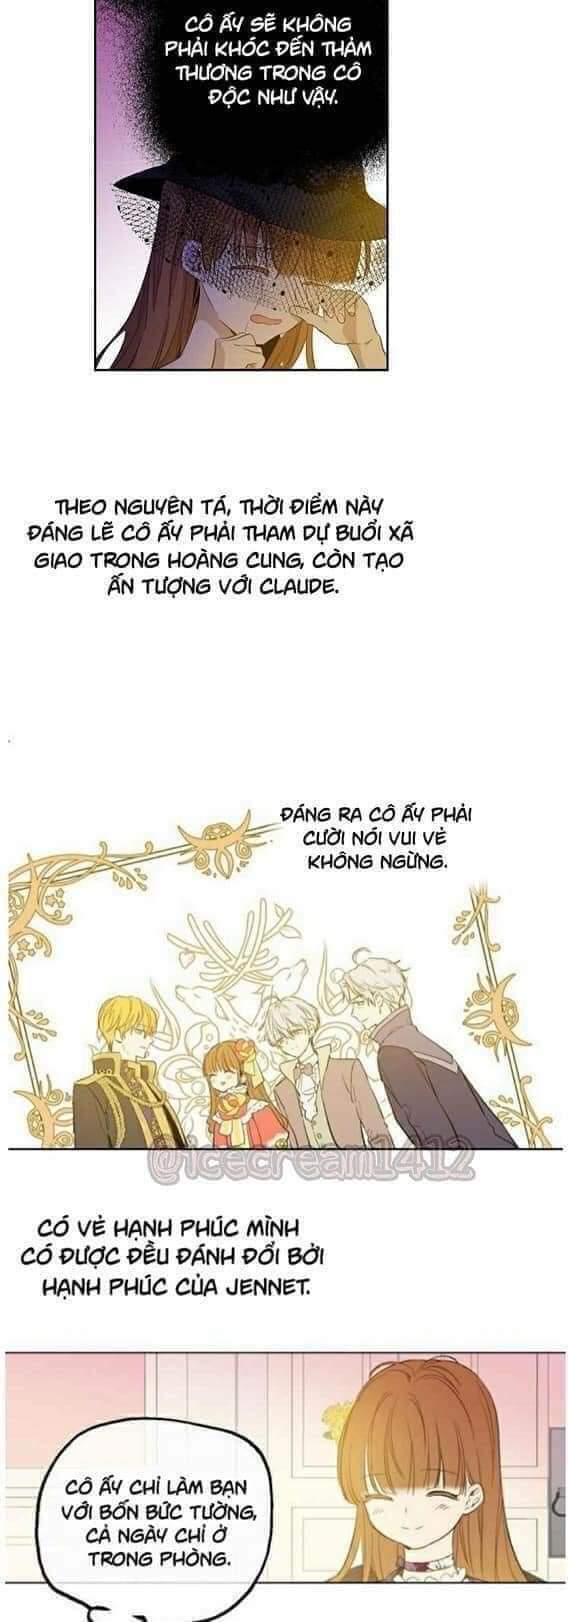 CÔ ẤY SẼ KHÔNG
PHẢI KHÓC ĐẾN THẢM
THƯƠNG TRONG CÔ
ĐỘC NHƯ VẬY.
THEO NGUYÊN TÁ, THỜI ĐIỂM NÀY
ĐÁNG LẼ CÔ ẤY PHẢI THAM DỰ BUỔI XÃ
GIAO TRONG HOÀNG CUNG, CÒN TẠO
ẤN TƯỢNG VỚI CLAUDE.
ĐÁNG RA CÔ ẤY PHẢI
CƯỜI NÓI VUI VẺ
KHÔNG NGỪNG.
@icecream1412
CÓ VẺ HẠNH PHÚC MÌNH
CÓ ĐƯỢC ĐỀU ĐÁNH ĐỔI BỞI
HẠNH PHÚC CỦA JENNET.
CÔ ẤY CHỈ LÀM BẠN
VỚI BỐN BỨC TƯỜNG,
CẢ NGÀY CHỈ Ở
TRONG PHÒNG.